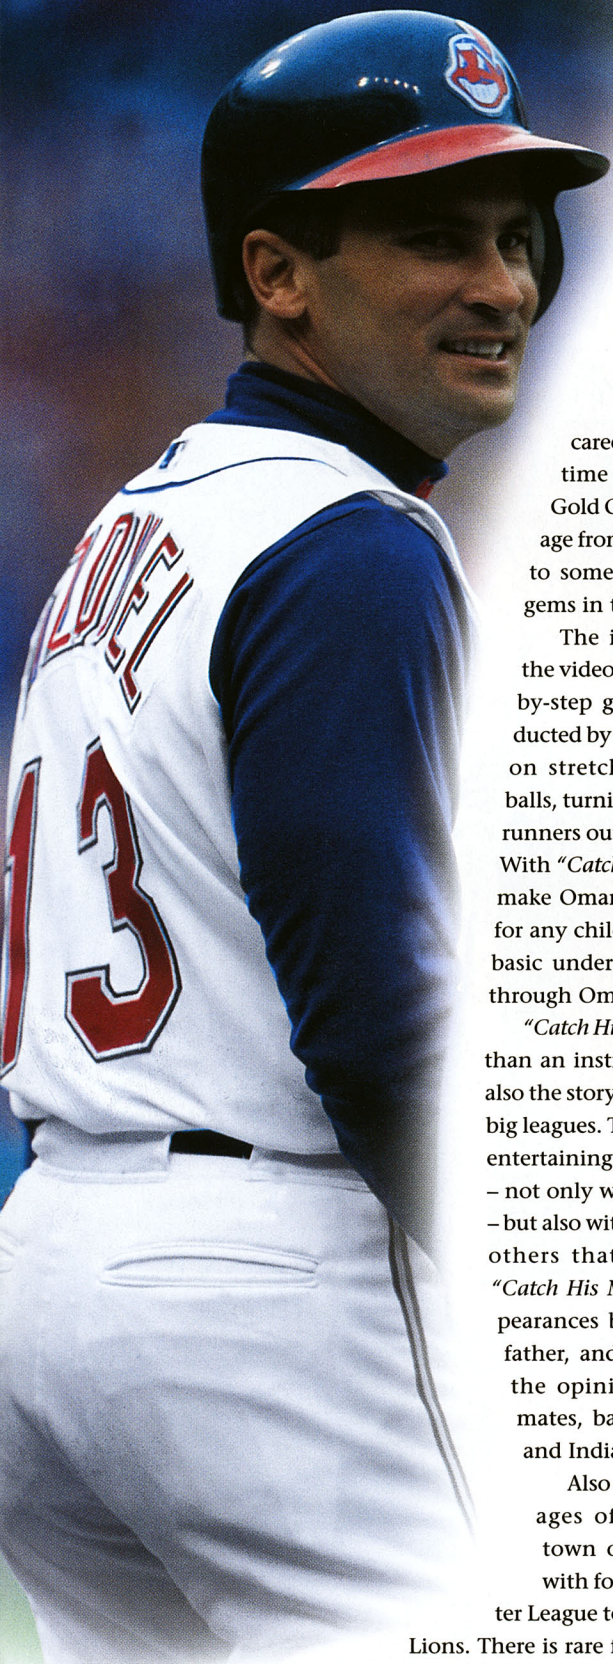 ZQUEL
13
caree
time
Gold G
age from
to some
gems in t
The i
the video
by-step g
ducted by
on stretch
balls, turni
runners ou
With “Catch
make Omar
for any chil
basic under
through Om
“Catch Hi
than an inst
also the story
big leagues. T
entertaining
– not only w
– but also wit
others that
“Catch His M
pearances b
father, and
the opini
mates, ba
and India
Also
ages of
town o
with fo
ter League t
Lions. There is rare f